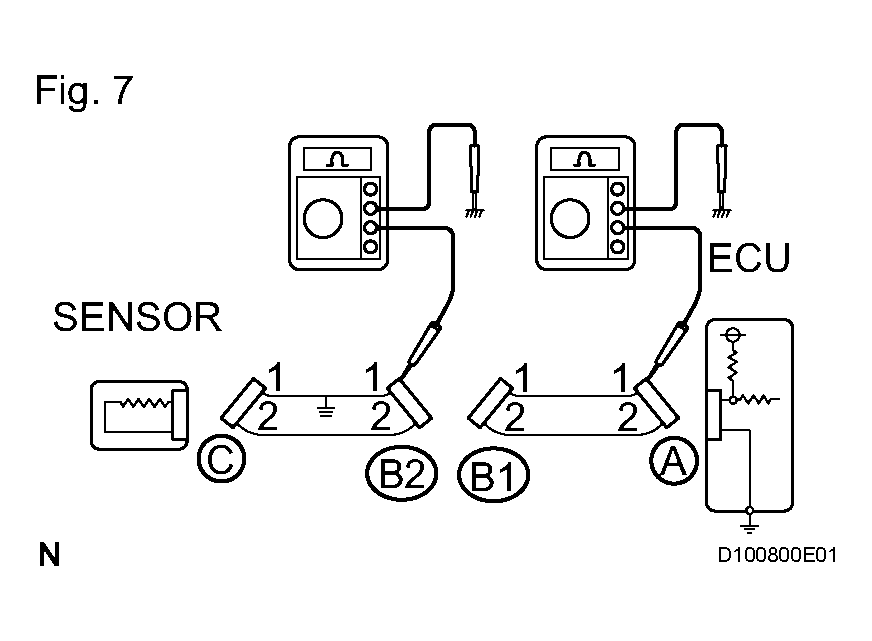 Fig. 7
Ω Ω
ECU
SENSOR
1 1 1 1
2 2 2 2
C B2 B1 A
N D100800E01